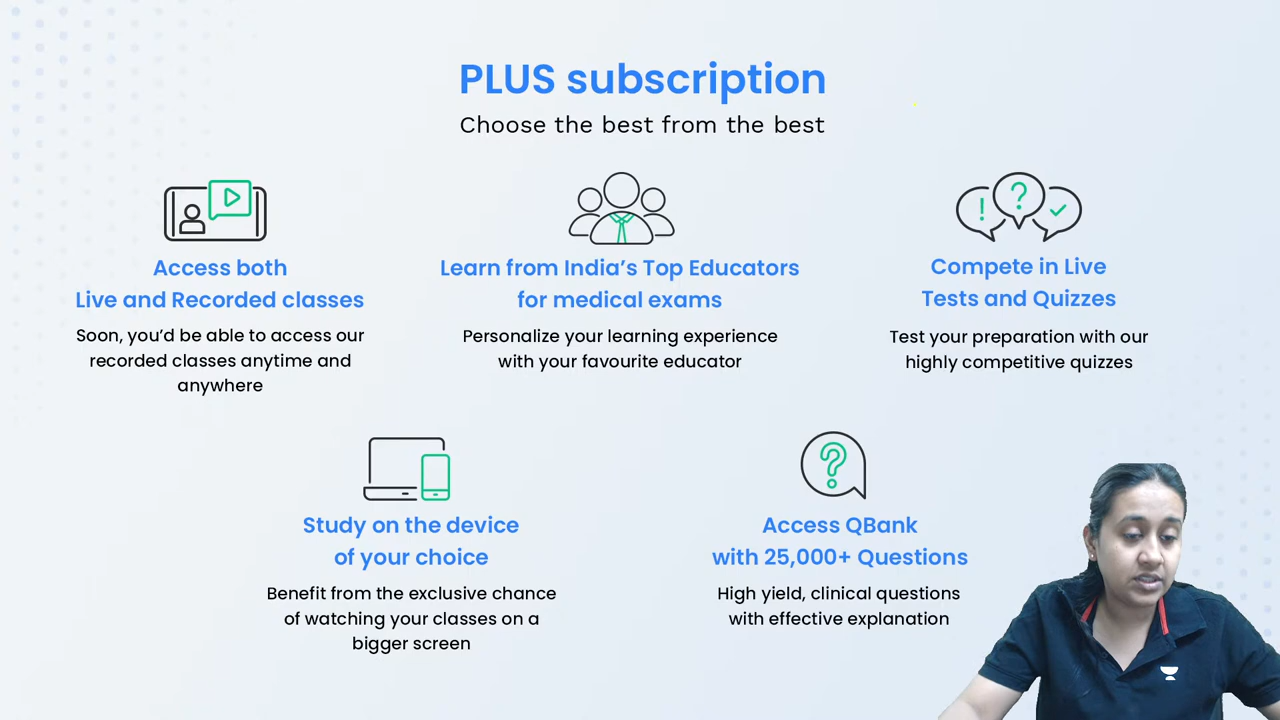 PLUS subscription
Choose the best from the best
Access both
Live and Recorded classes
Soon, you'd be able to access our
recorded classes anytime and
anywhere
Learn from India's Top Educators
for medical exams
Personalize your learning experience
with your favourite educator
Compete in Live
Tests and Quizzes
Test your preparation with our
highly competitive quizzes
Study on the device
of your choice
Benefit from the exclusive chance
of watching your classes on a
bigger screen
Access QBank
with 25,000+ Questions
High yield, clinical questions
with effective explanation